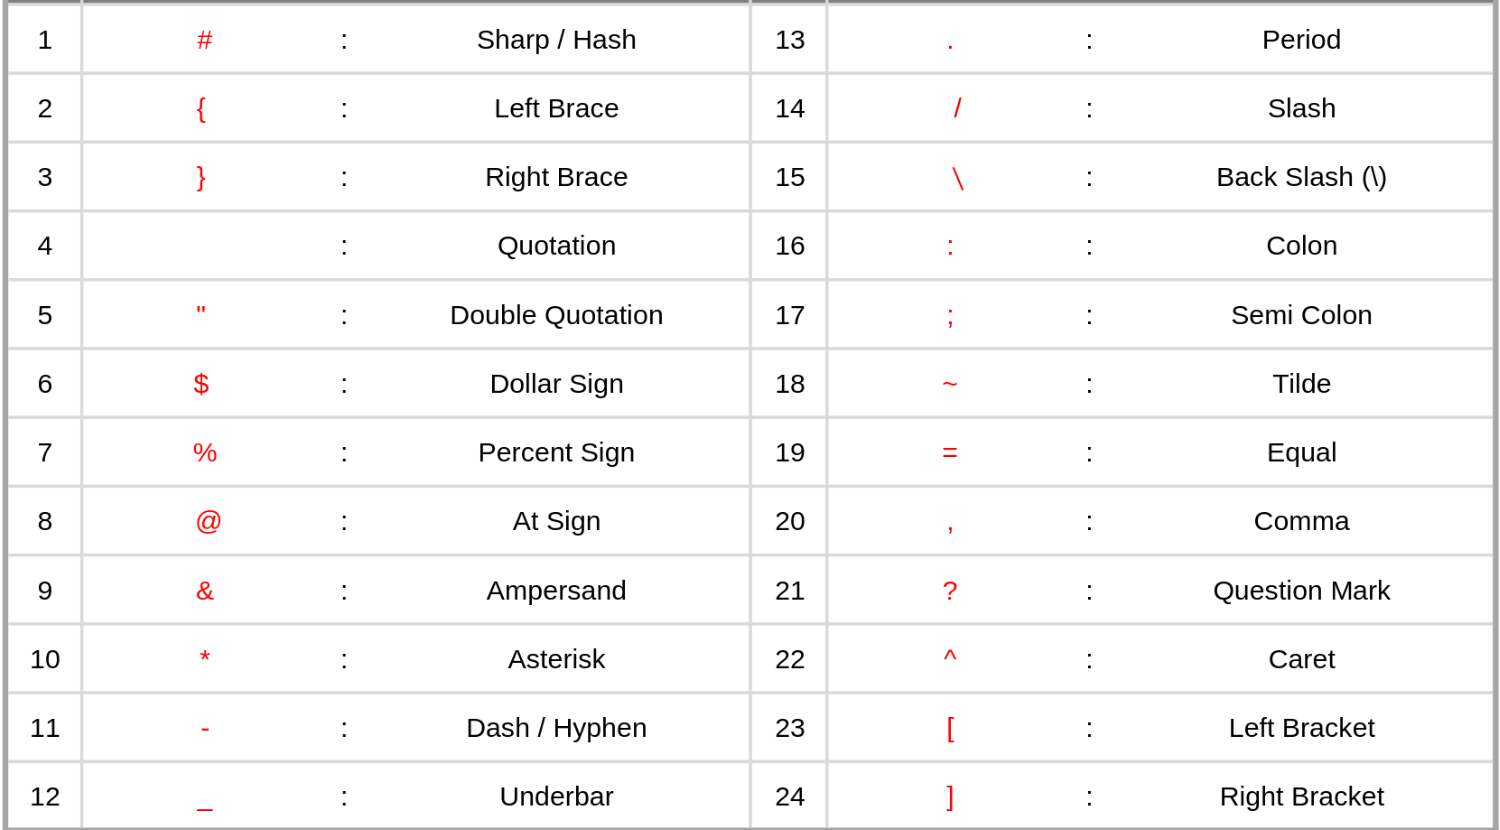 1 # : Sharp / Hash 13 . : Period
2 { : Left Brace 14 / : Slash
3 } : Right Brace 15 \ : Back Slash (\)
4 : Quotation 16 : : Colon
5 " : Double Quotation 17 ; : Semi Colon
6 $ : Dollar Sign 18 ~ : Tilde
7 % : Percent Sign 19 = : Equal
8 @ : At Sign 20 , : Comma
9 & : Ampersand 21 ? : Question Mark
10 * : Asterisk 22 ^ : Caret
11 - : Dash / Hyphen 23 [ : Left Bracket
12 _ : Underbar 24 ] : Right Bracket